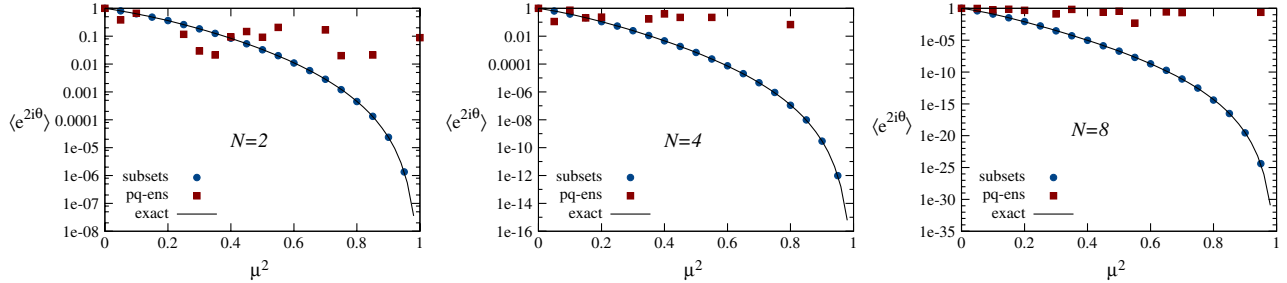 1
0.1
0.01
0.001
0.0001
1e-05
1e-06
1e-07
1e-08
⟨e^{2iθ}⟩
N=2
subsets
pq-ens
exact
0 0.2 0.4 0.6 0.8 1
μ²
1
0.01
0.0001
1e-06
1e-08
1e-10
1e-12
1e-14
1e-16
⟨e^{2iθ}⟩
N=4
subsets
pq-ens
exact
0 0.2 0.4 0.6 0.8 1
μ²
1
1e-05
1e-10
1e-15
1e-20
1e-25
1e-30
1e-35
⟨e^{2iθ}⟩
N=8
subsets
pq-ens
exact
0 0.2 0.4 0.6 0.8 1
μ²